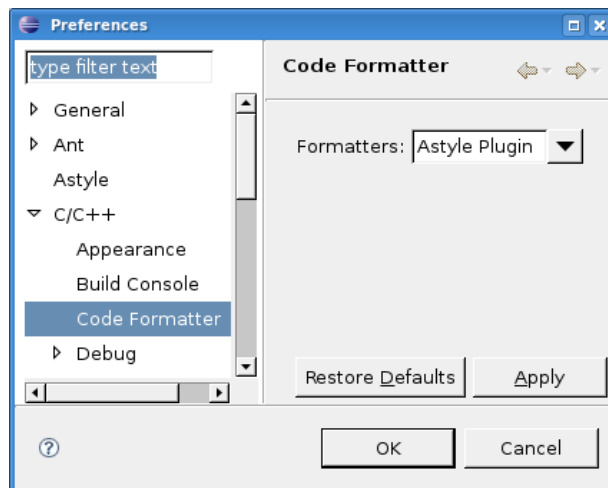 Preferences
type filter text
General
Ant
Astyle
C/C++
Appearance
Build Console
Code Formatter
Debug
Code Formatter
Formatters: Astyle Plugin
Restore Defaults
Apply
OK
Cancel